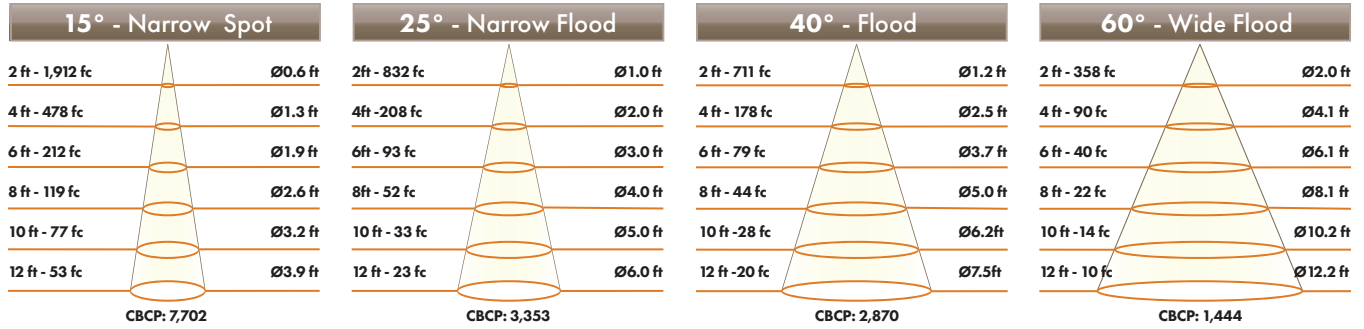 15° - Narrow Spot
2 ft - 1,912 fc Ø0.6 ft
4 ft - 478 fc Ø1.3 ft
6 ft - 212 fc Ø1.9 ft
8 ft - 119 fc Ø2.6 ft
10 ft - 77 fc Ø3.2 ft
12 ft - 53 fc Ø3.9 ft
CBCP: 7,702
25° - Narrow Flood
2ft - 832 fc Ø1.0 ft
4ft -208 fc Ø2.0 ft
6ft - 93 fc Ø3.0 ft
8ft - 52 fc Ø4.0 ft
10 ft - 33 fc Ø5.0 ft
12 ft - 23 fc Ø6.0 ft
CBCP: 3,353
40° - Flood
2 ft - 711 fc Ø1.2 ft
4 ft - 178 fc Ø2.5 ft
6 ft - 79 fc Ø3.7 ft
8 ft - 44 fc Ø5.0 ft
10 ft -28 fc Ø6.2ft
12 ft -20 fc Ø7.5ft
CBCP: 2,870
60° - Wide Flood
2 ft - 358 fc Ø2.0 ft
4 ft - 90 fc Ø4.1 ft
6 ft - 40 fc Ø6.1 ft
8 ft - 22 fc Ø8.1 ft
10 ft -14 fc Ø10.2 ft
12 ft - 10 fc Ø12.2 ft
CBCP: 1,444